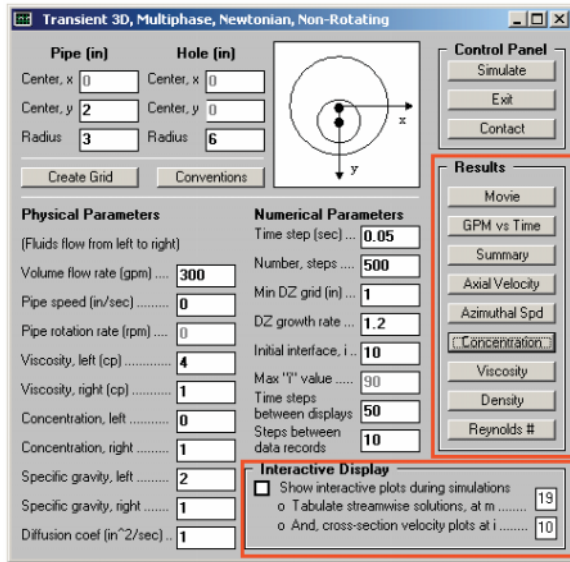 Transient 3D, Multiphase, Newtonian, Non-Rotating
Pipe (in)
Hole (in)
Center, x 0
Center, x 0
Center, y 2
Center, y 0
Radius 3
Radius 6
x
y
Create Grid
Conventions
Physical Parameters
(Fluids flow from left to right)
Volume flow rate (gpm) .... 300
Pipe speed (in/sec) ......... 0
Pipe rotation rate (rpm) .... 0
Viscosity, left (cp) ............ 4
Viscosity, right (cp) .......... 1
Concentration, left ........... 0
Concentration, right ......... 1
Specific gravity, left ......... 2
Specific gravity, right ....... 1
Diffusion coef (in^2/sec) .. 1
Numerical Parameters
Time step (sec) ... 0.05
Number, steps .... 500
Min DZ grid (in) ... 1
DZ growth rate ... 1.2
Initial interface, i .. 10
Max "i" value ..... 90
Time steps
between displays 50
Steps between
data records 10
Control Panel
Simulate
Exit
Contact
Results
Movie
GPM vs Time
Summary
Axial Velocity
Azimuthal Spd
Concentration
Viscosity
Density
Reynolds #
Interactive Display
Show interactive plots during simulations
o Tabulate streamwise solutions, at m ........ 19
o And, cross-section velocity plots at i ........ 10